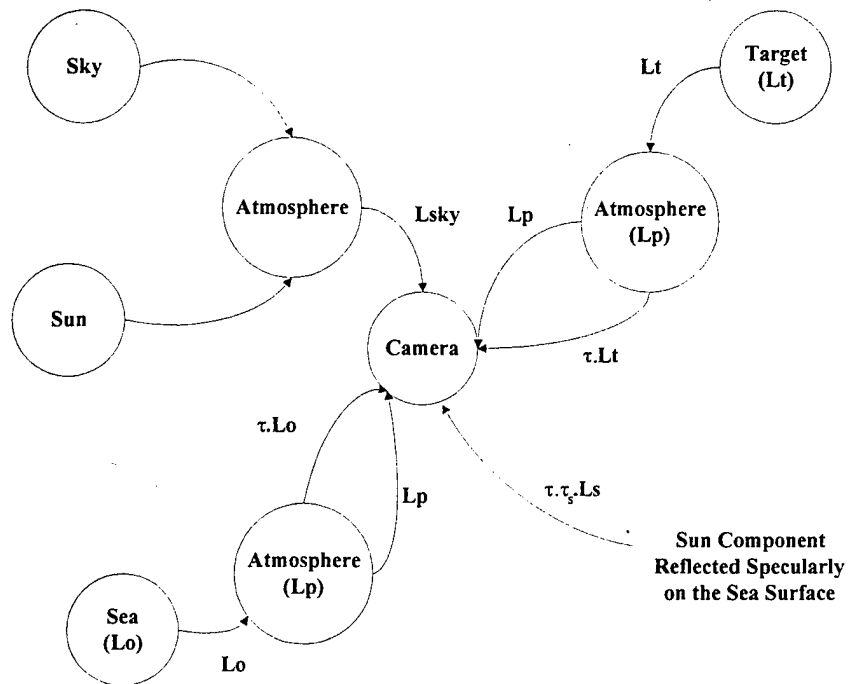 Sky
Target
(Lt)
Lt
Atmosphere
Lsky
Lp
Atmosphere
(Lp)
Sun
Camera
τ.Lt
τ.Lo
Lp
τ.τs.Ls
Atmosphere
(Lp)
Sun Component
Reflected Specularly
on the Sea Surface
Sea
(Lo)
Lo